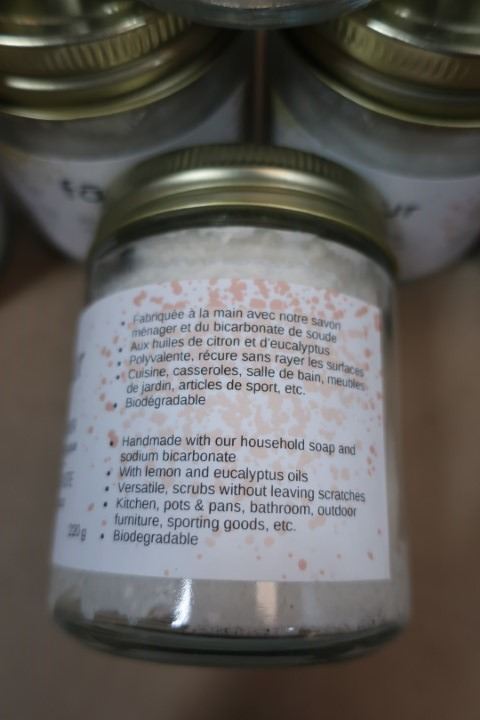 • Fabriquée à la main avec notre savon
ménager et du bicarbonate de soude
• Aux huiles de citron et d'eucalyptus
• Polyvalente, récure sans rayer les surfaces
• Cuisine, casseroles, salle de bain, meubles
de jardin, articles de sport, etc.
• Biodégradable
• Handmade with our household soap and
sodium bicarbonate
• With lemon and eucalyptus oils
• Versatile, scrubs without leaving scratches
• Kitchen, pots & pans, bathroom, outdoor
furniture, sporting goods, etc.
• Biodegradable
220 g